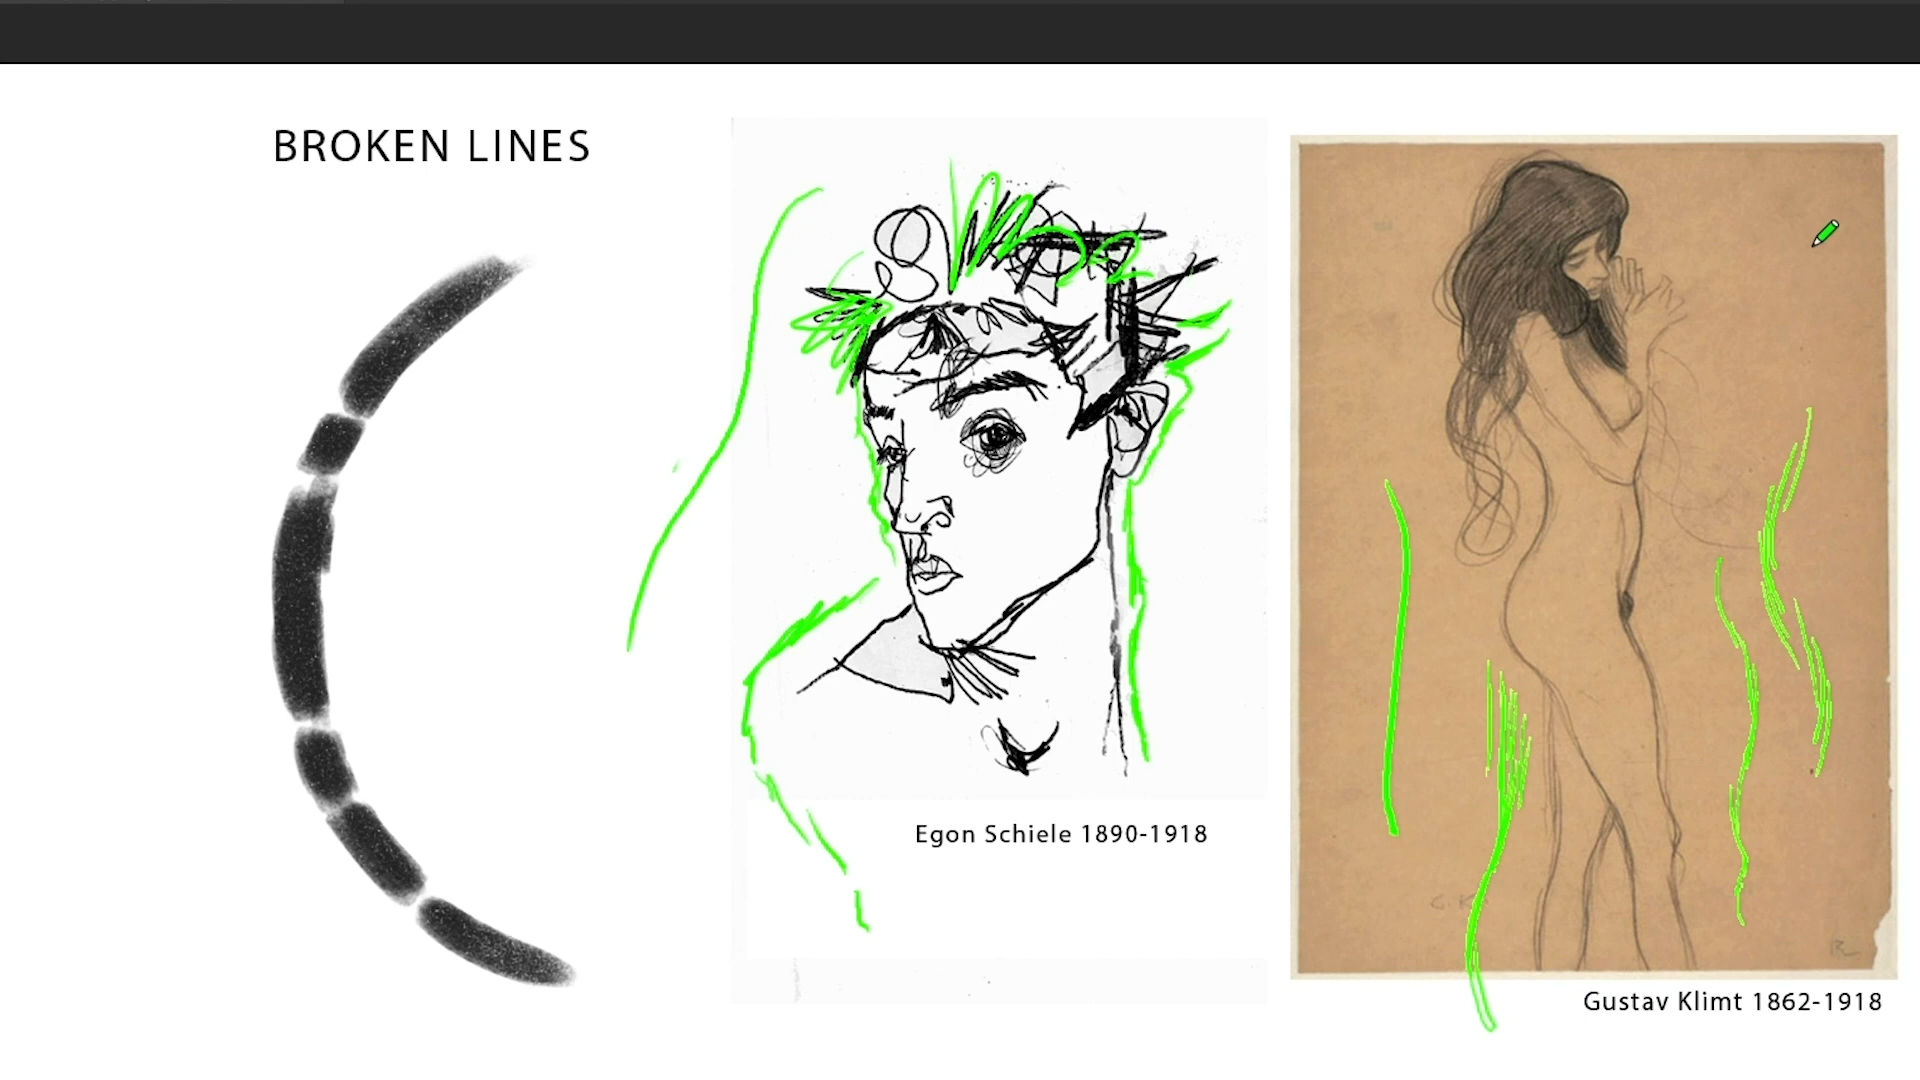 BROKEN LINES
Egon Schiele 1890-1918
Gustav Klimt 1862-1918